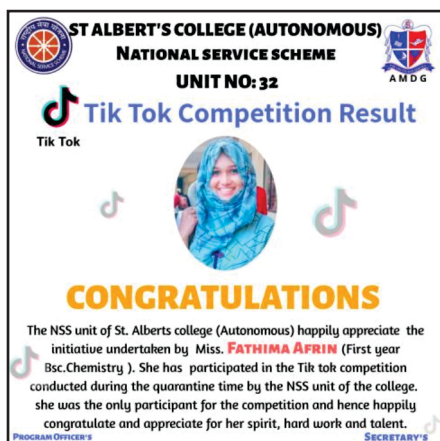 ST ALBERT'S COLLEGE (AUTONOMOUS)
NATIONAL SERVICE SCHEME
UNIT NO: 32
AMDG
Tik Tok Competition Result
Tik Tok
CONGRATULATIONS
The NSS unit of St. Alberts college (Autonomous) happily appreciate the
initiative undertaken by Miss. FATHIMA AFRIN (First year
Bsc.Chemistry ). She has participated in the Tik tok competition
conducted during the quarantine time by the NSS unit of the college.
she was the only participant for the competition and hence happily
congratulate and appreciate for her spirit, hard work and talent.
PROGRAM OFFICER'S
SECRETARY'S